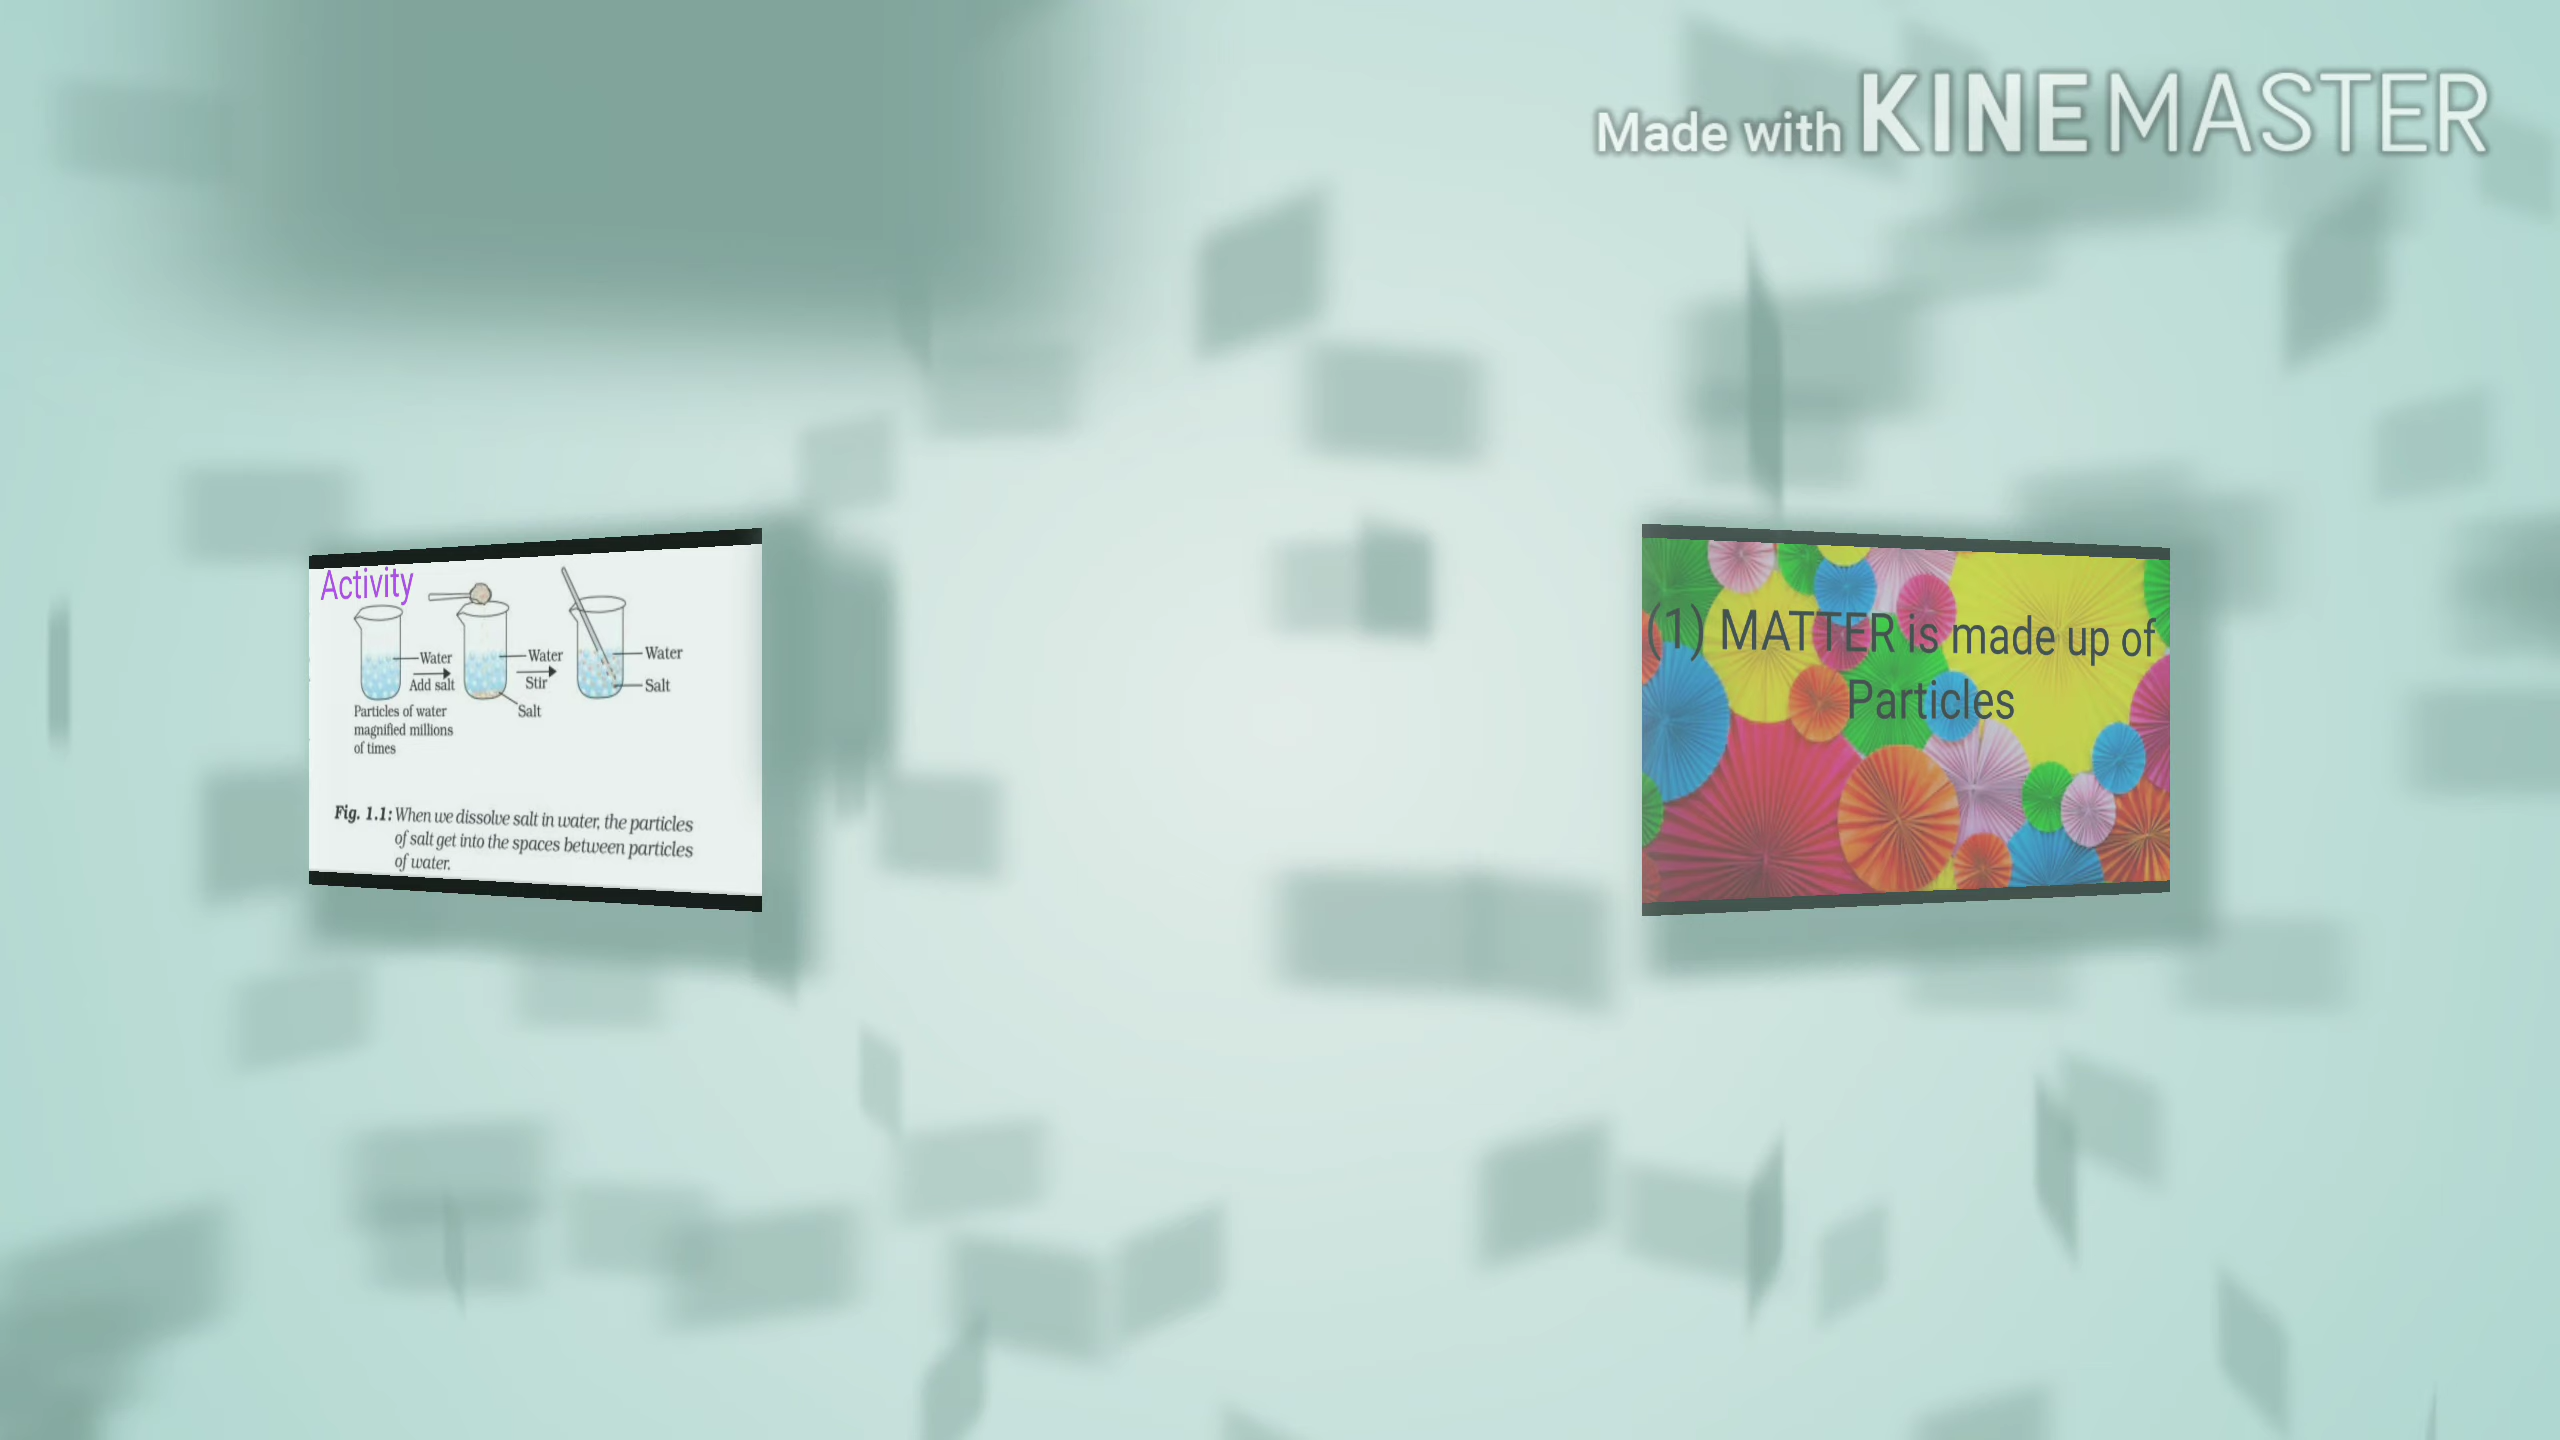 Made with KINEMASTER
Activity
Water
Add salt
Particles of water
magnified millions
of times
Water
Stir
Salt
Water
Salt
Fig. 1.1: When we dissolve salt in water, the particles
of salt get into the spaces between particles
of water.
(1) MATTER is made up of
Particles